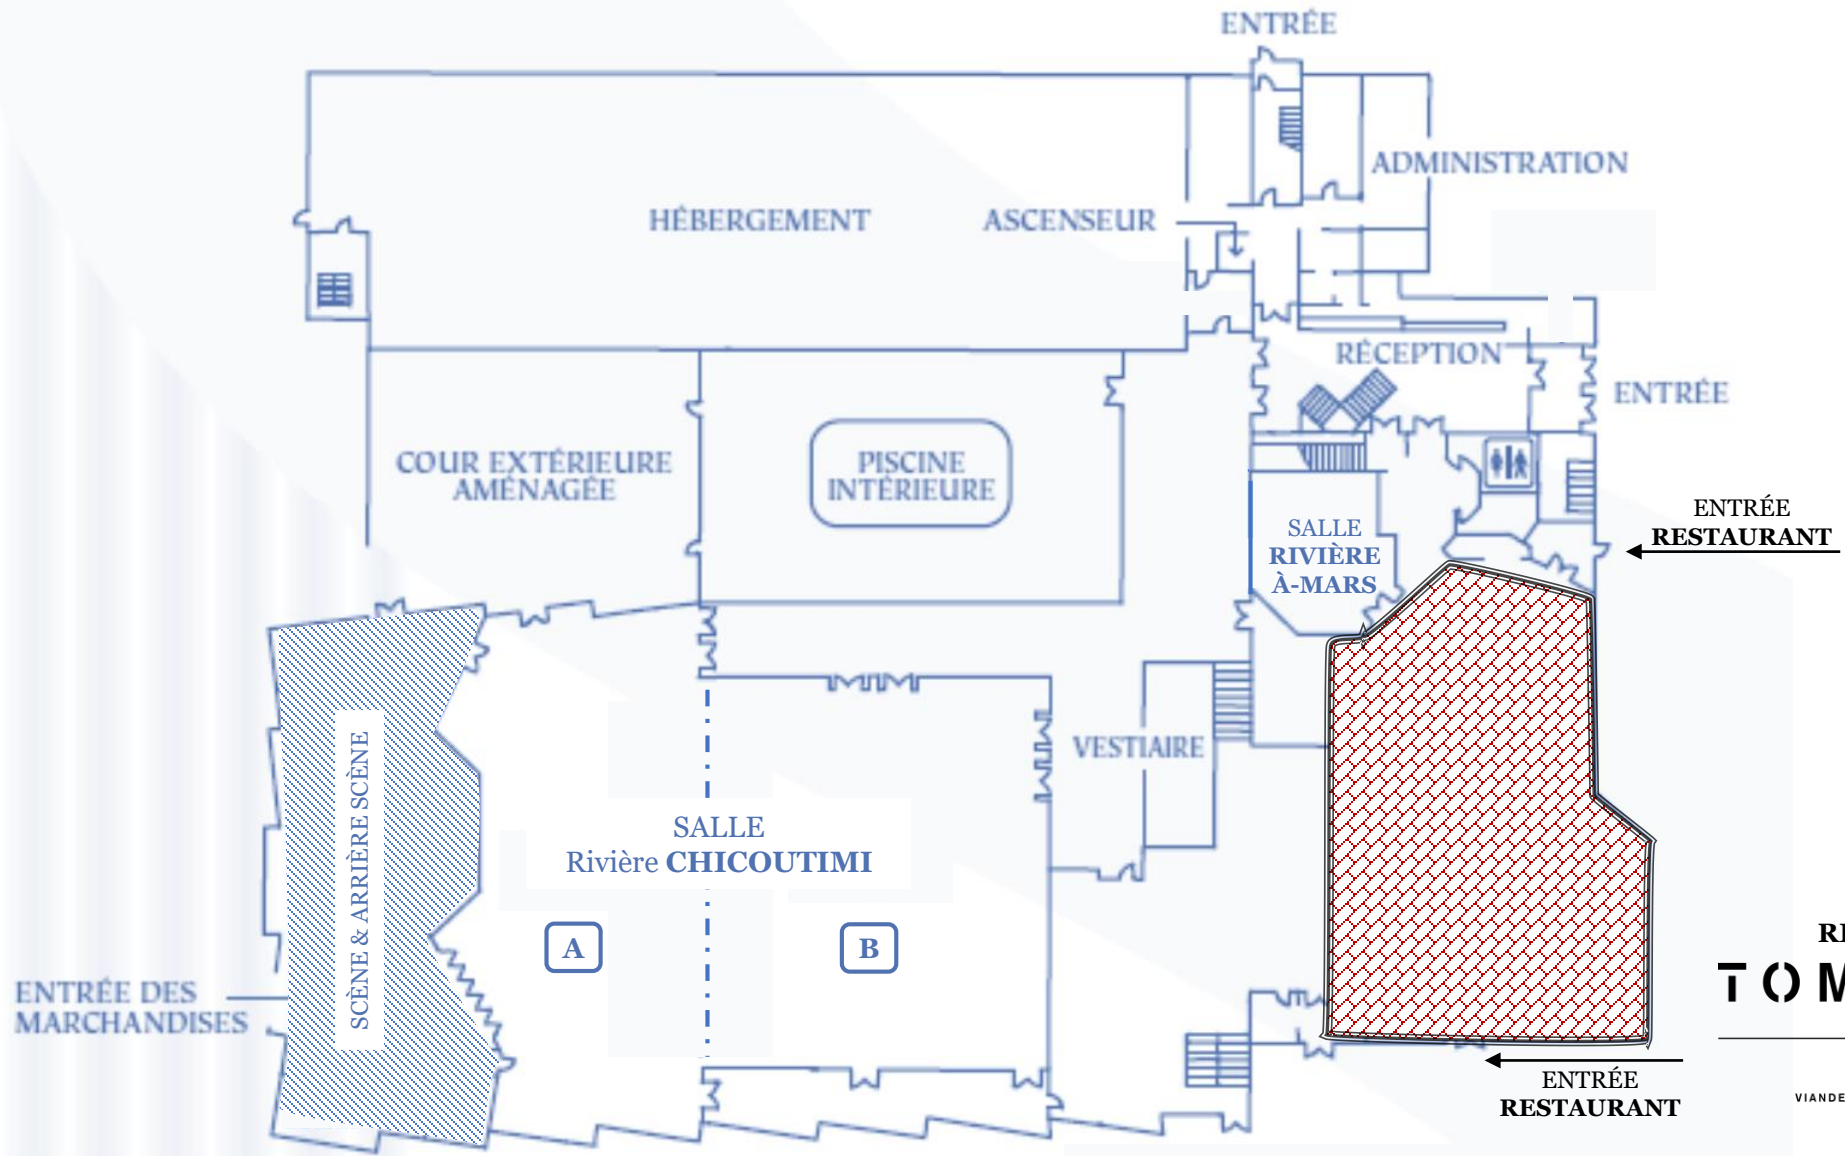 ENTRÉE
ADMINISTRATION
HÉBERGEMENT
ASCENSEUR
RÉCEPTION
ENTRÉE
COUR EXTÉRIEURE
AMÉNAGÉE
PISCINE
INTÉRIEURE
SALLE
RIVIÈRE
À-MARS
ENTRÉE
RESTAURANT
VESTIAIRE
SCÈNE & ARRIÈRE SCÈNE
SALLE
Rivière CHICOUTIMI
A
B
ENTRÉE DES
MARCHANDISES
ENTRÉE
RESTAURANT
VIANDE